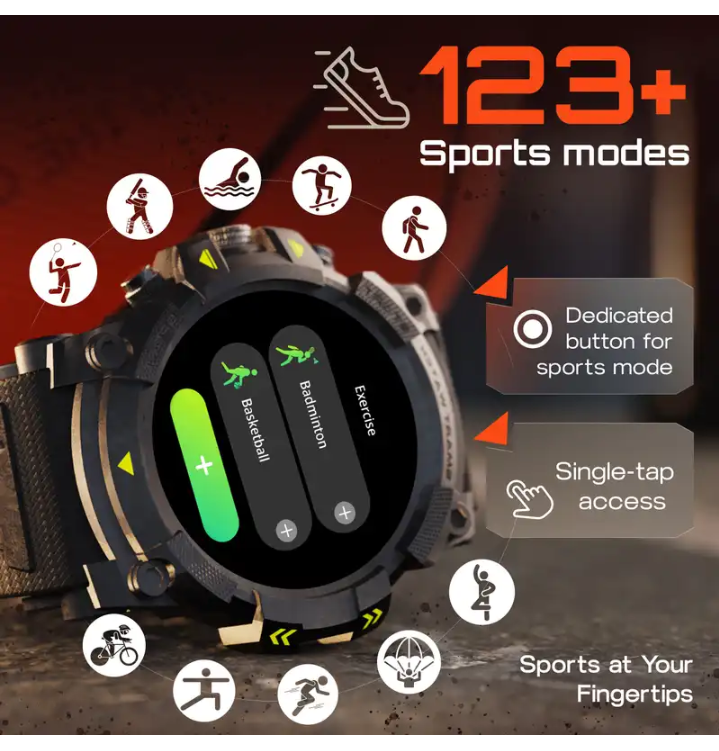 123+
Sports modes
Dedicated
button for
sports mode
Exercise
Badminton
Basketball
Single-tap
access
Sports at Your
Fingertips